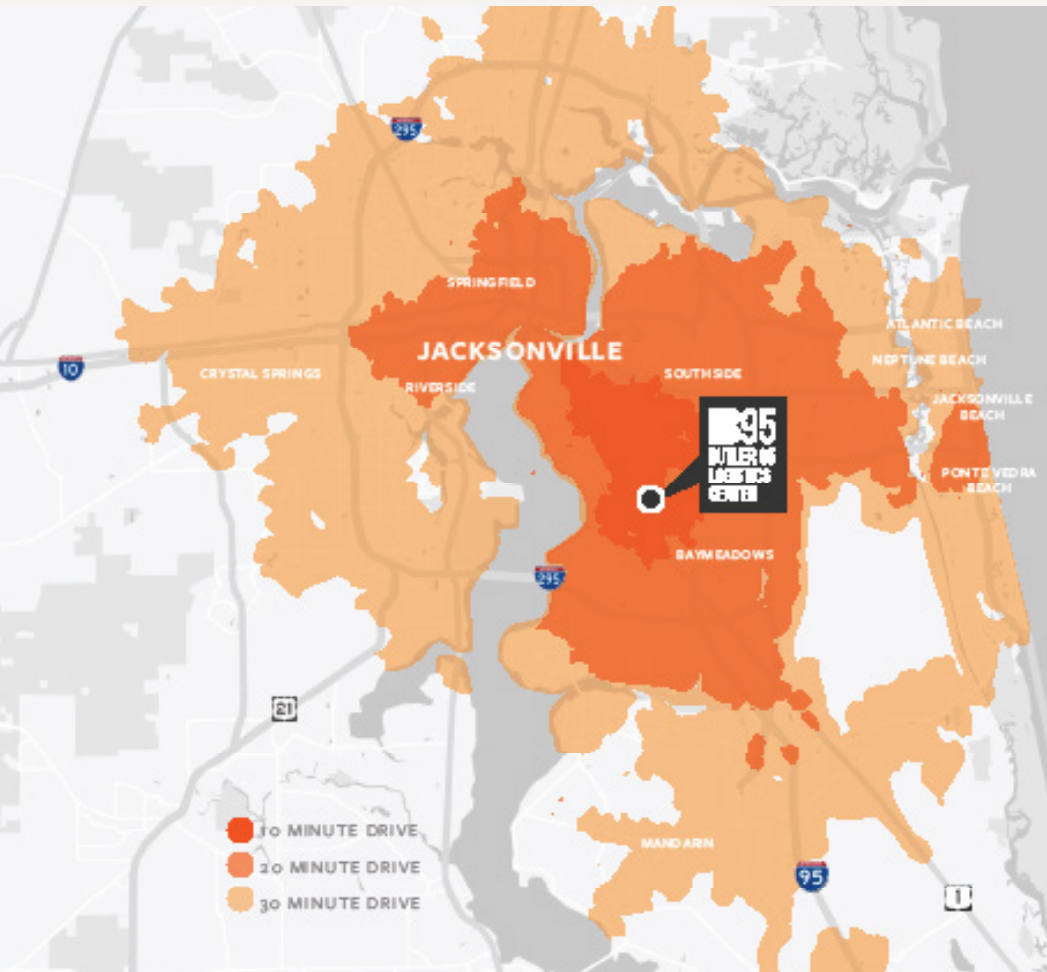 295
SPRINGFIELD
ATLANTIC BEACH
JACKSONVILLE
NEPTUNE BEACH
10
CRYSTAL SPRINGS
RIVERSIDE
SOUTHSIDE
JACKSONVILLE
BEACH
95
BUTLER 95
LOGISTICS
CENTER
PONTE VEDRA
BEACH
BAYMEADOWS
295
21
10 MINUTE DRIVE
20 MINUTE DRIVE
30 MINUTE DRIVE
MANDARIN
95
1